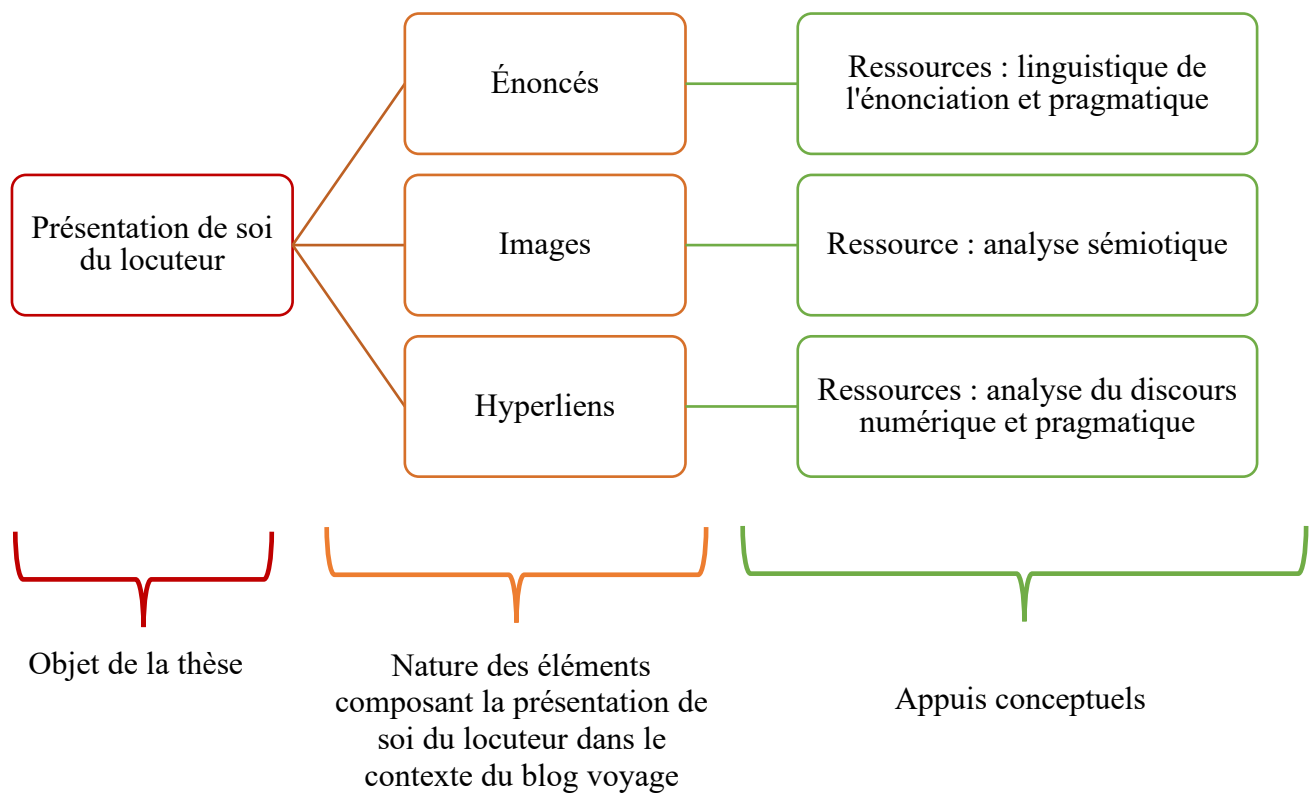 Présentation de soi
du locuteur
Énoncés
Ressources : linguistique de
l'énonciation et pragmatique
Images
Ressource : analyse sémiotique
Hyperliens
Ressources : analyse du discours
numérique et pragmatique
Objet de la thèse
Nature des éléments
composant la présentation de
soi du locuteur dans le
contexte du blog voyage
Appuis conceptuels